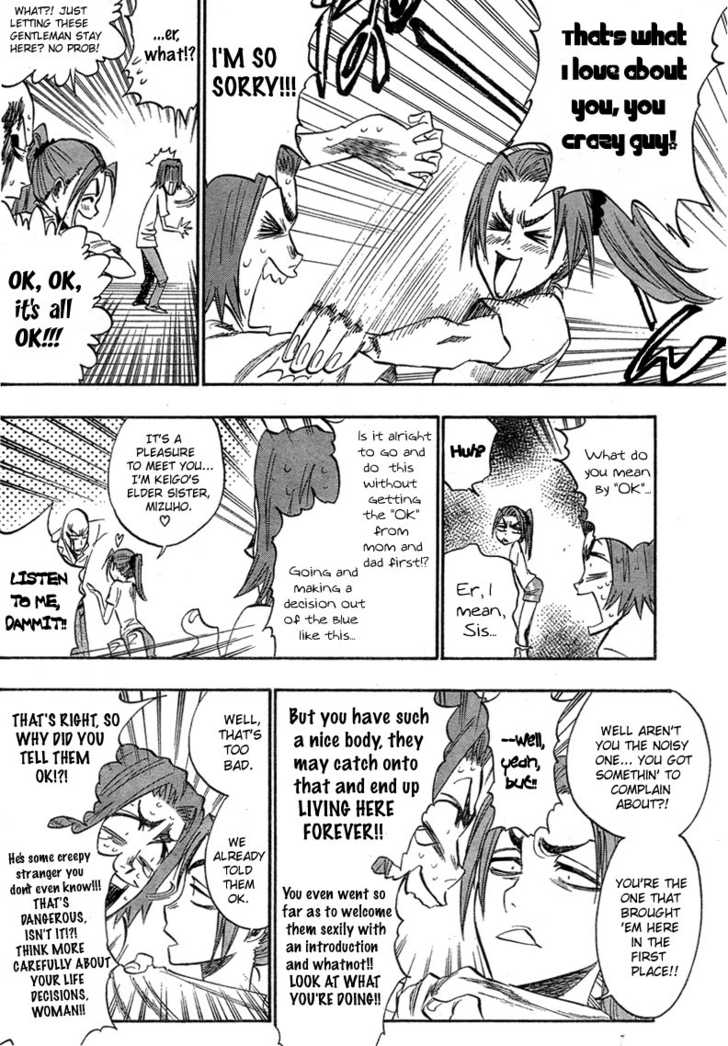 That's what
I love about
you, you
crazy guy!
I'M SO
SORRY!!!
...er,
what!?
WHAT?! JUST
LETTING THESE
GENTLEMAN STAY
HERE? NO PROB!
OK, OK,
it's all
OK!!!
What do
you mean
by "OK"...
Huh?
Er, I
mean,
Sis...
Is it alright
to go and
do this
without
getting
the "OK"
from
mom and
dad first!?
Going and
making a
decision out
of the blue
like this...
IT'S A
PLEASURE
TO MEET YOU...
I'M KEIGO'S
ELDER SISTER,
MIZUHO.
♡
LISTEN
TO ME,
DAMMIT!!
WELL AREN'T
YOU THE NOISY
ONE... YOU GOT
SOMETHIN' TO
COMPLAIN
ABOUT?!
YOU'RE THE
ONE THAT
BROUGHT
'EM HERE
IN THE
FIRST
PLACE!!
--well,
yeah,
but!!
But you have such
a nice body, they
may catch onto
that and end up
LIVING HERE
FOREVER!!
You even went so
far as to welcome
them sexily with
an introduction
and whatnot!!
LOOK AT WHAT
YOU'RE DOING!!
WELL,
THAT'S
TOO
BAD.
WE
ALREADY
TOLD
THEM
OK.
THAT'S RIGHT, SO
WHY DID YOU
TELL THEM
OK!?!
He's some creepy
stranger you
don't even know!!!
THAT'S
DANGEROUS,
ISN'T IT!?!
THINK MORE
CAREFULLY ABOUT
YOUR LIFE
DECISIONS,
WOMAN!!